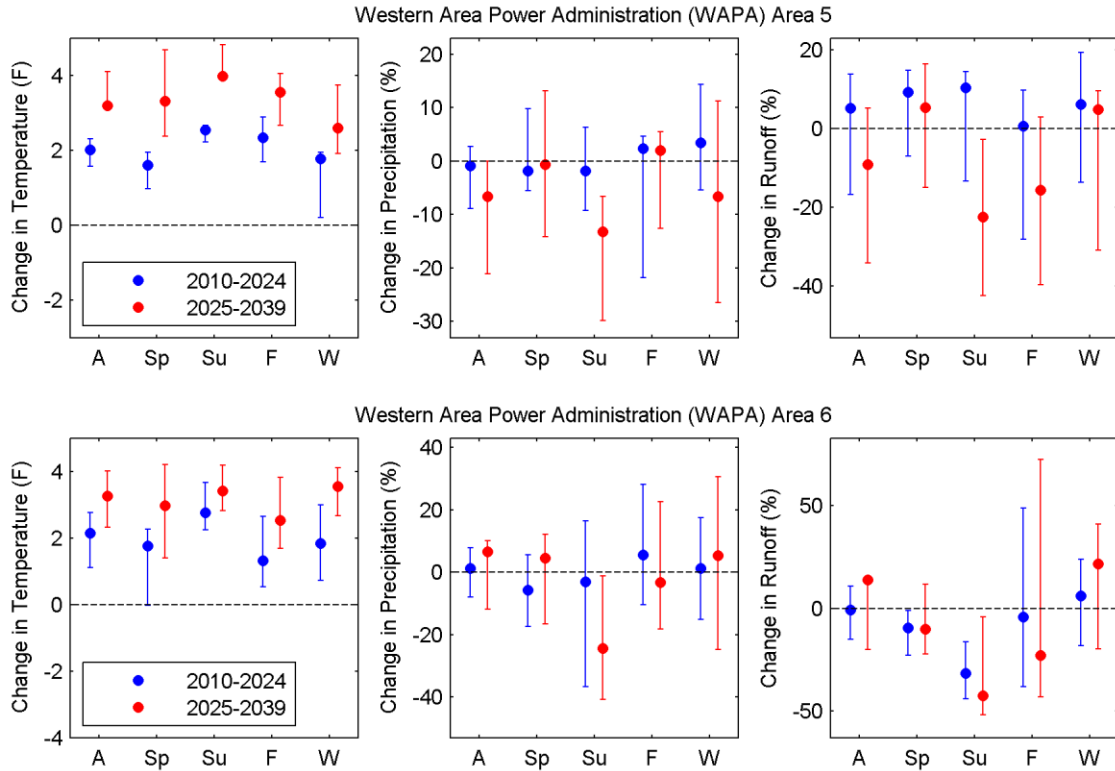 Western Area Power Administration (WAPA) Area 5
Change in Temperature (F)
4
2
0
2
2010-2024
2025-2039
A Sp Su F W
Change in Precipitation (%)
20
10
0
-10
-20
-30
A Sp Su F W
Change in Runoff (%)
20
0
-20
-40
A Sp Su F W
Western Area Power Administration (WAPA) Area 6
Change in Temperature (F)
4
2
0
2
4
2010-2024
2025-2039
A Sp Su F W
Change in Precipitation (%)
40
20
0
-20
-40
A Sp Su F W
Change in Runoff (%)
50
0
-50
A Sp Su F W